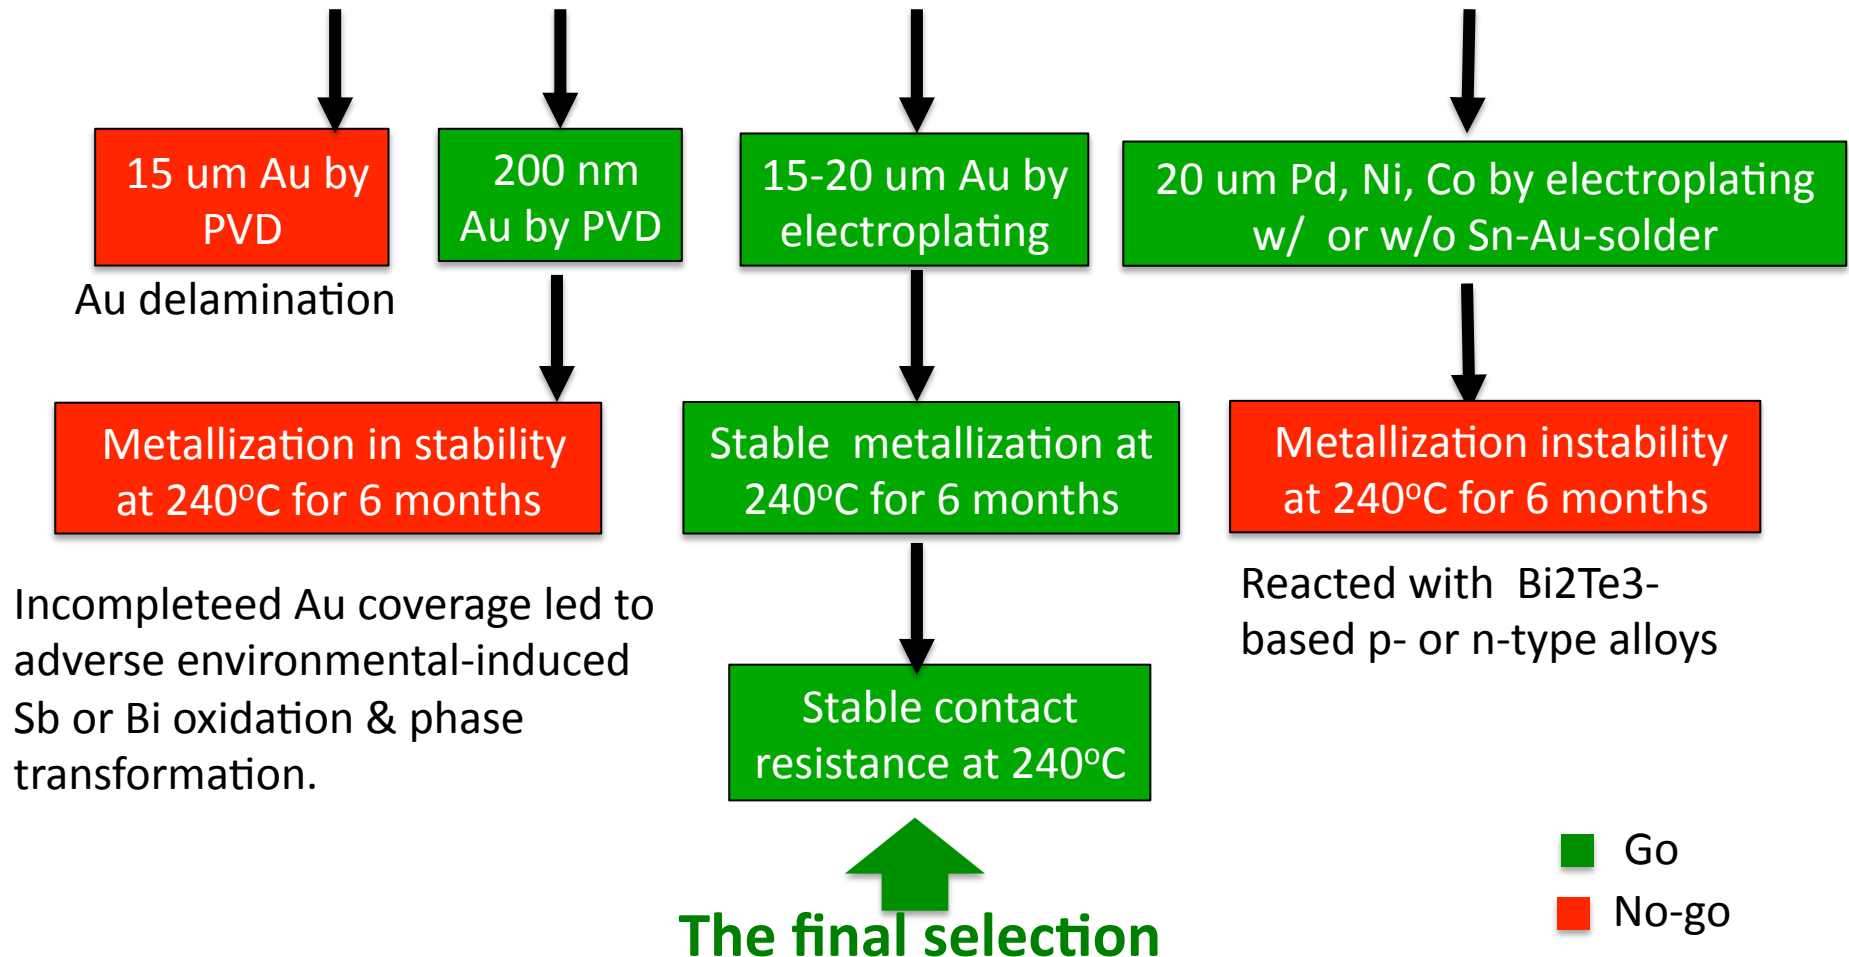 15 um Au by
PVD
200 nm
Au by PVD
15-20 um Au by
electroplating
20 um Pd, Ni, Co by electroplating
w/ or w/o Sn-Au-solder
Au delamination
Metallization in stability
at 240°C for 6 months
Stable metallization at
240°C for 6 months
Metallization instability
at 240°C for 6 months
Incompleteed Au coverage led to
adverse environmental-induced
Sb or Bi oxidation & phase
transformation.
Reacted with Bi2Te3-
based p- or n-type alloys
Stable contact
resistance at 240°C
Go
No-go
The final selection